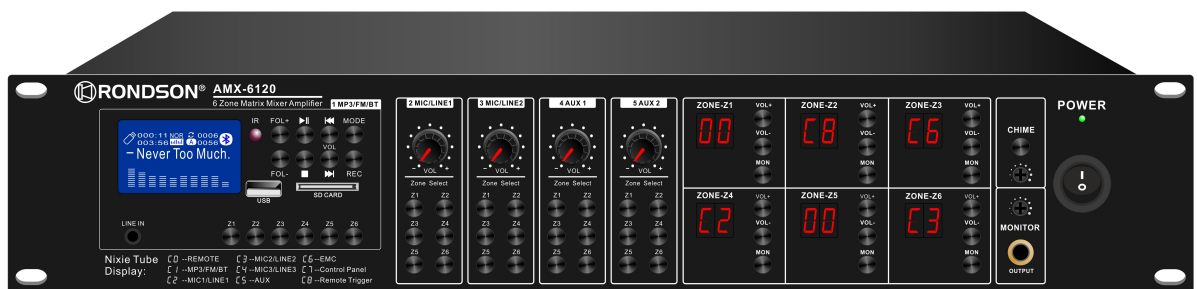 RONDSON® AMX-6120
6 Zone Matrix Mixer Amplifier
1 MP3/FM/BT
000:11 NOR 0006
003:56 A 0056
- Never Too Much.
IR FOL+ MODE
VOL
FOL- REC
USB
SD CARD
LINE IN
Z1 Z2 Z3 Z4 Z5 Z6
Nixie Tube
Display:
C0 --REMOTE C3 --MIC2/LINE2 C6 --EMC
C1 --MP3/FM/BT C4 --MIC3/LINE3 C7 --Control Panel
C2 --MIC1/LINE1 C5 --AUX C8 --Remote Trigger
2 MIC/LINE1
- VOL +
Zone Select
Z1 Z2
Z3 Z4
Z5 Z6
3 MIC/LINE2
- VOL +
Zone Select
Z1 Z2
Z3 Z4
Z5 Z6
4 AUX 1
- VOL +
Zone Select
Z1 Z2
Z3 Z4
Z5 Z6
5 AUX 2
- VOL +
Zone Select
Z1 Z2
Z3 Z4
Z5 Z6
ZONE-Z1 VOL+
00
VOL-
MON
ZONE-Z2 VOL+
C8
VOL-
MON
ZONE-Z3 VOL+
C6
VOL-
MON
ZONE-Z4 VOL+
C2
VOL-
MON
ZONE-Z5 VOL+
00
VOL-
MON
ZONE-Z6 VOL+
C3
VOL-
MON
CHIME
MONITOR
OUTPUT
POWER
I
O